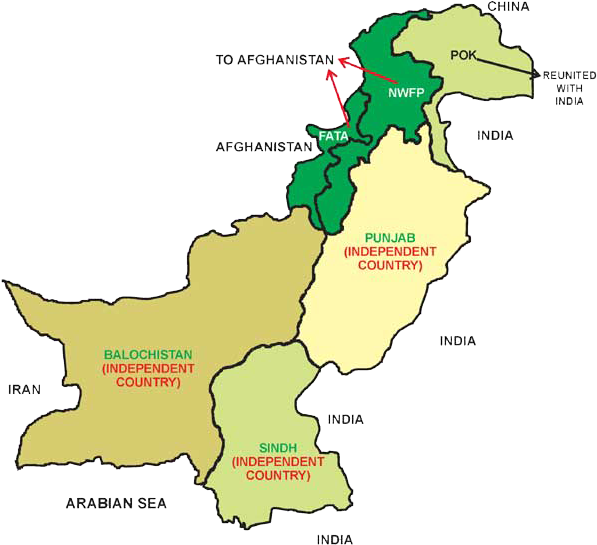 CHINA
TO AFGHANISTAN
POK
REUNITED
WITH
INDIA
NWFP
FATA
AFGHANISTAN
INDIA
PUNJAB
(INDEPENDENT
COUNTRY)
INDIA
BALOCHISTAN
(INDEPENDENT
COUNTRY)
IRAN
INDIA
SINDH
(INDEPENDENT
COUNTRY)
ARABIAN SEA
INDIA